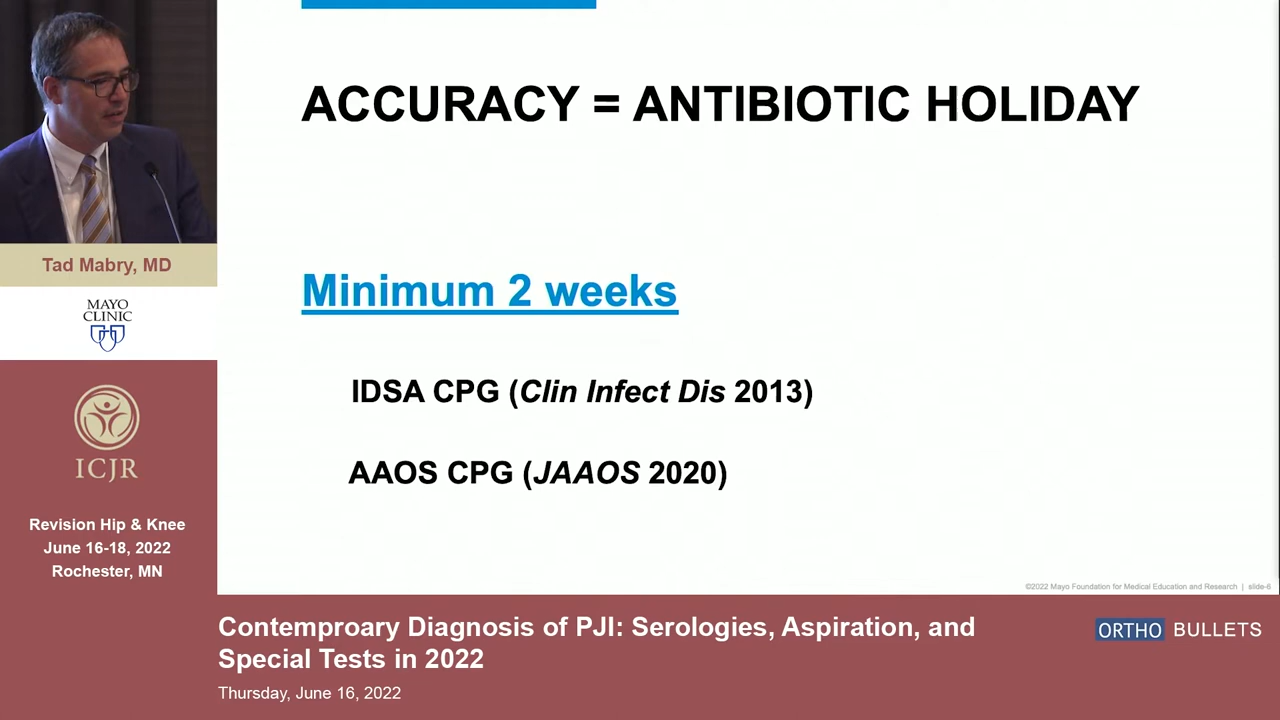 ACCURACY = ANTIBIOTIC HOLIDAY
Minimum 2 weeks
IDSA CPG (Clin Infect Dis 2013)
AAOS CPG (JAAOS 2020)
©2022 Mayo Foundation for Medical Education and Research | slide-6
Tad Mabry, MD
MAYO
CLINIC
ICJR
Revision Hip & Knee
June 16-18, 2022
Rochester, MN
Contemproary Diagnosis of PJI: Serologies, Aspiration, and
Special Tests in 2022
Thursday, June 16, 2022
ORTHO BULLETS